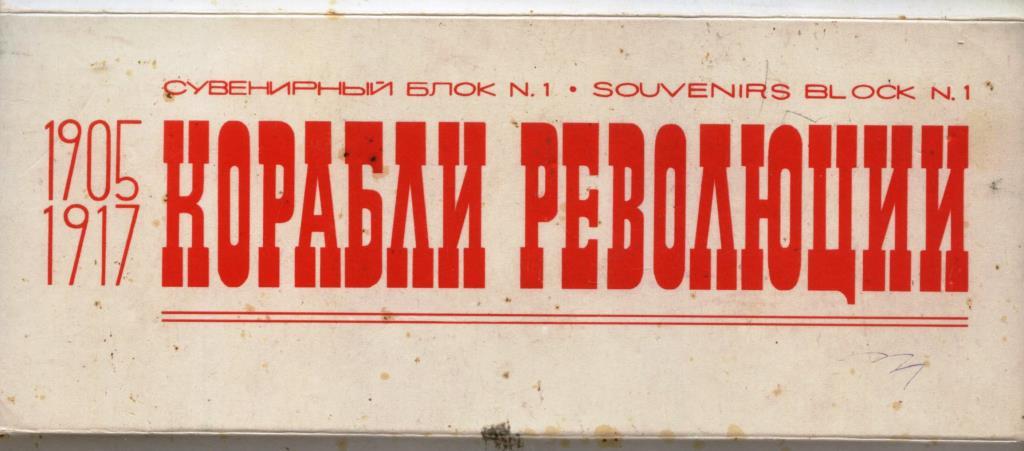 СУВЕНИРНЫЙ БЛОК N.1 • SOUVENIRS BLOCK N.1
1905
1917
КОРАБЛИ РЕВОЛЮЦИИ